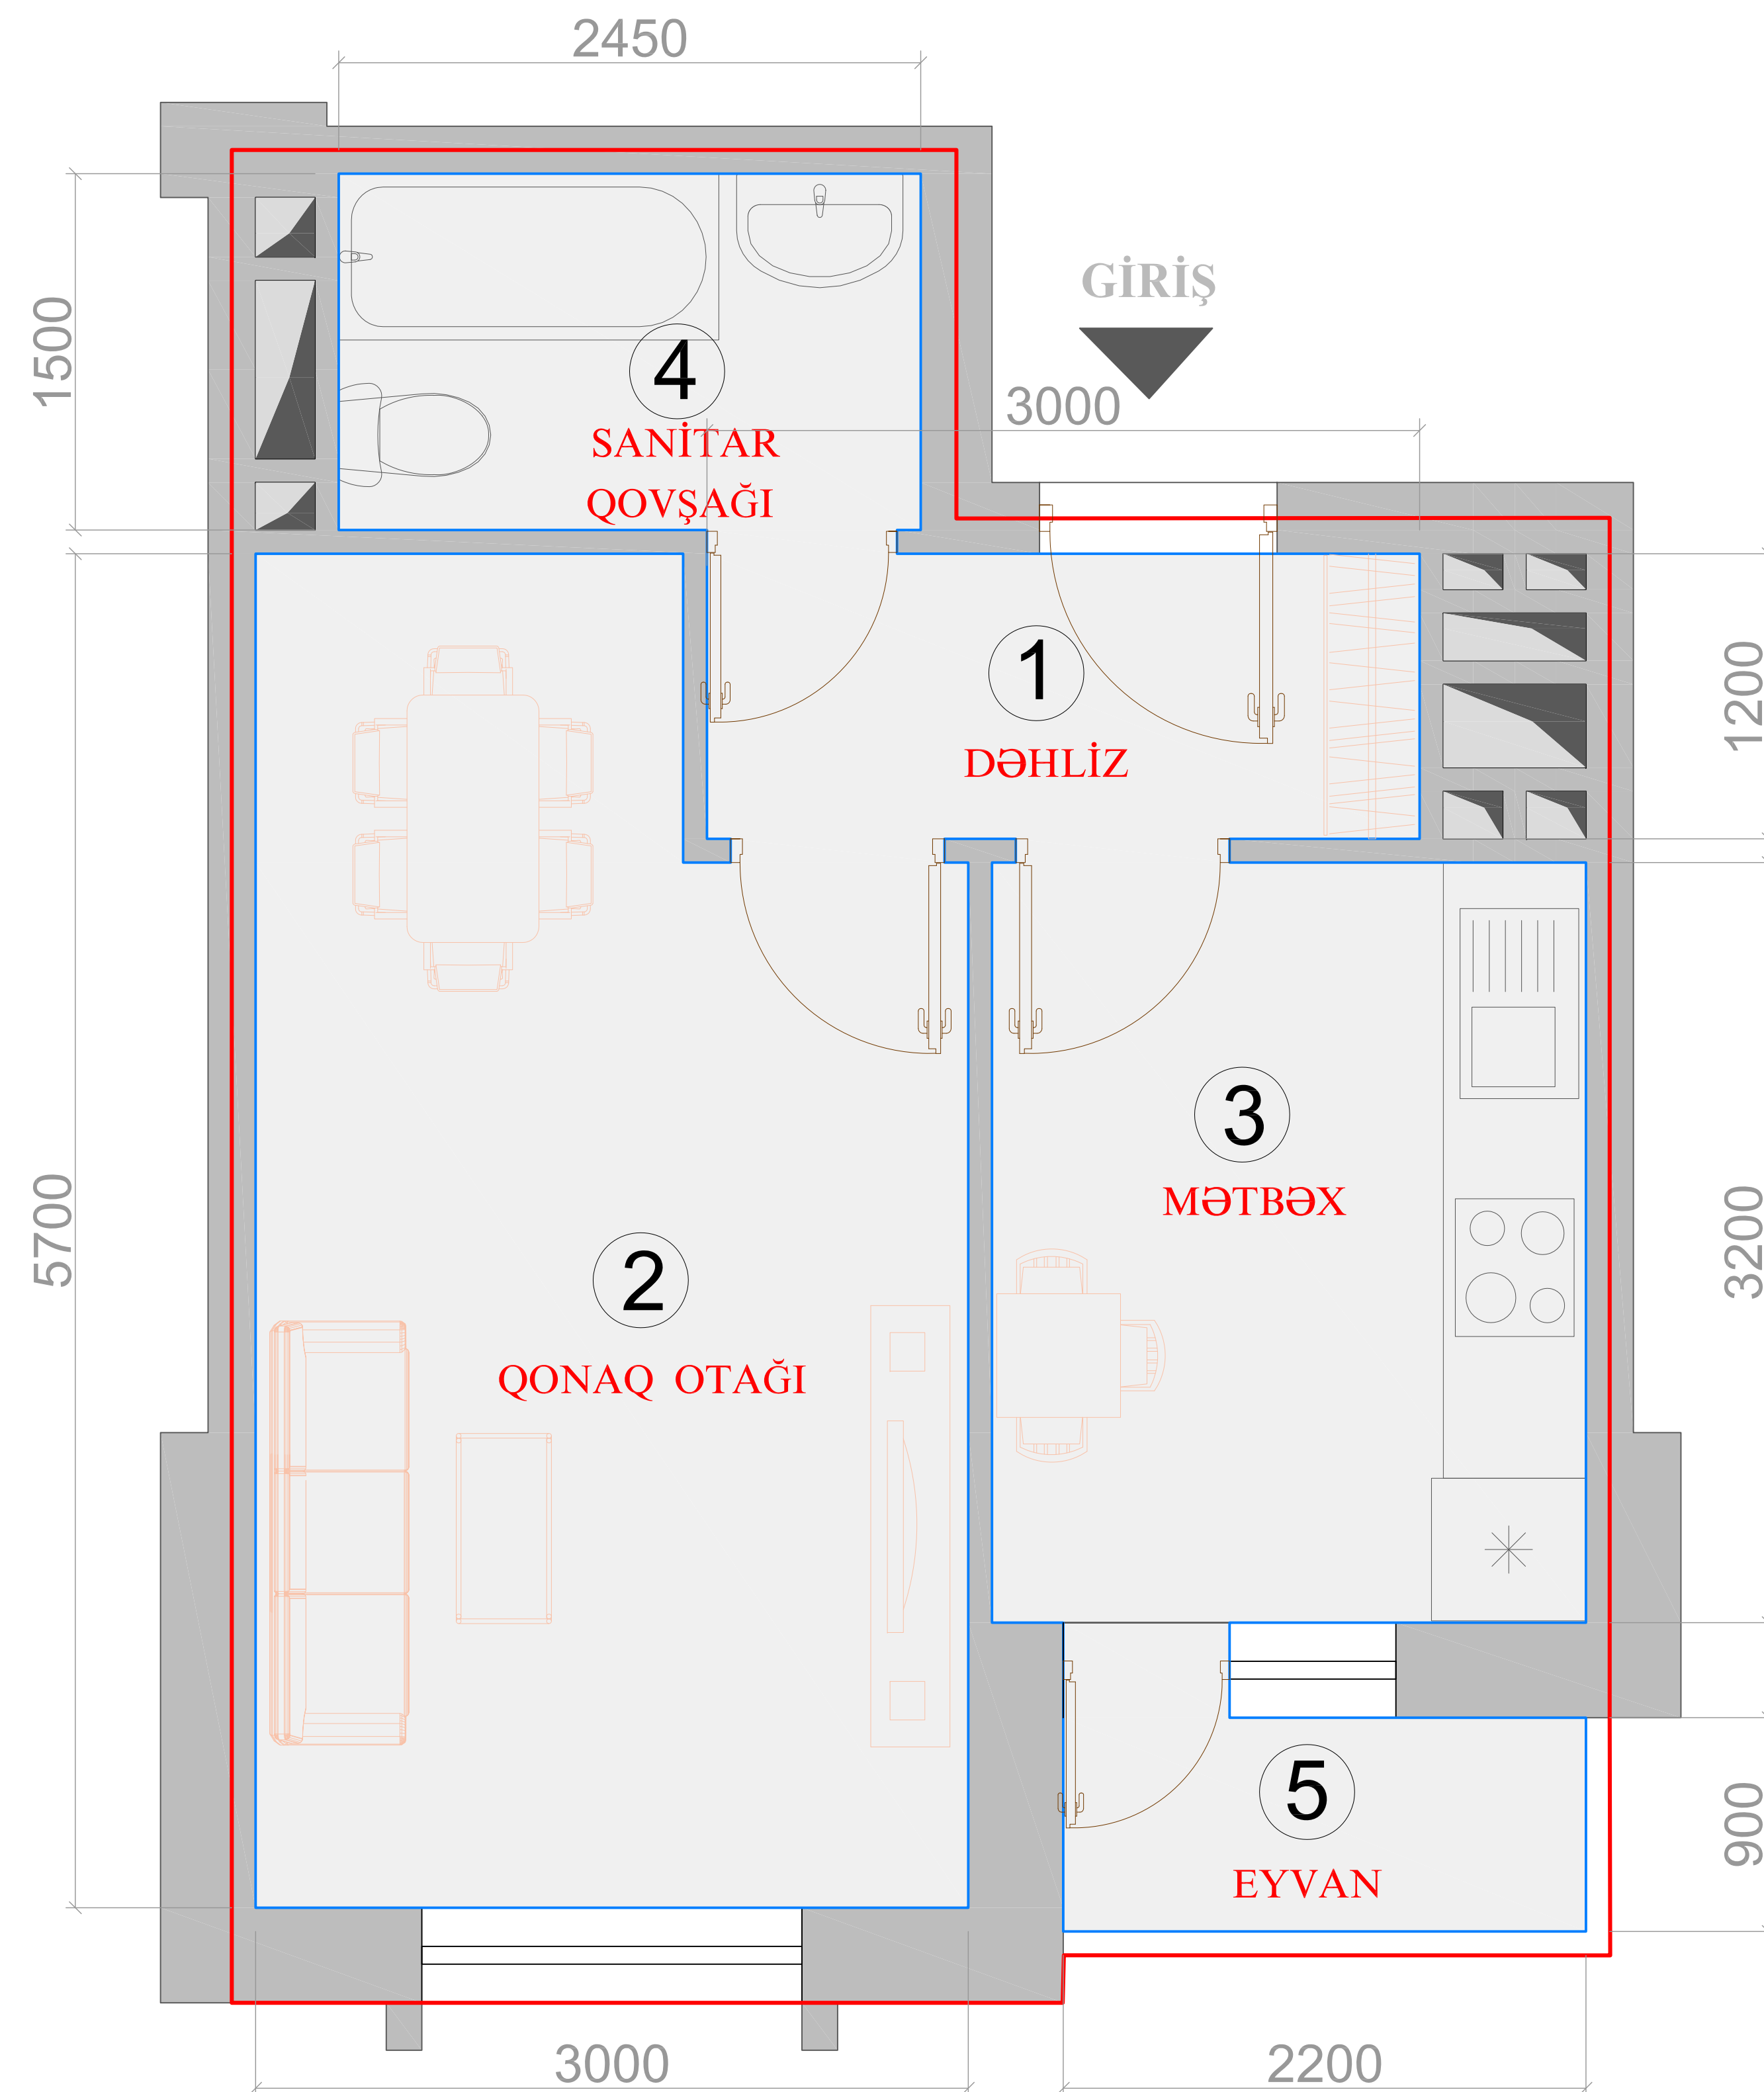 2450
GİRİŞ
1500
4
3000
SANİTAR
QOVŞAĞI
1
1200
DƏHLİZ
3
MƏTBƏX
5700
3200
2
QONAQ OTAĞI
5
900
EYVAN
3000
2200